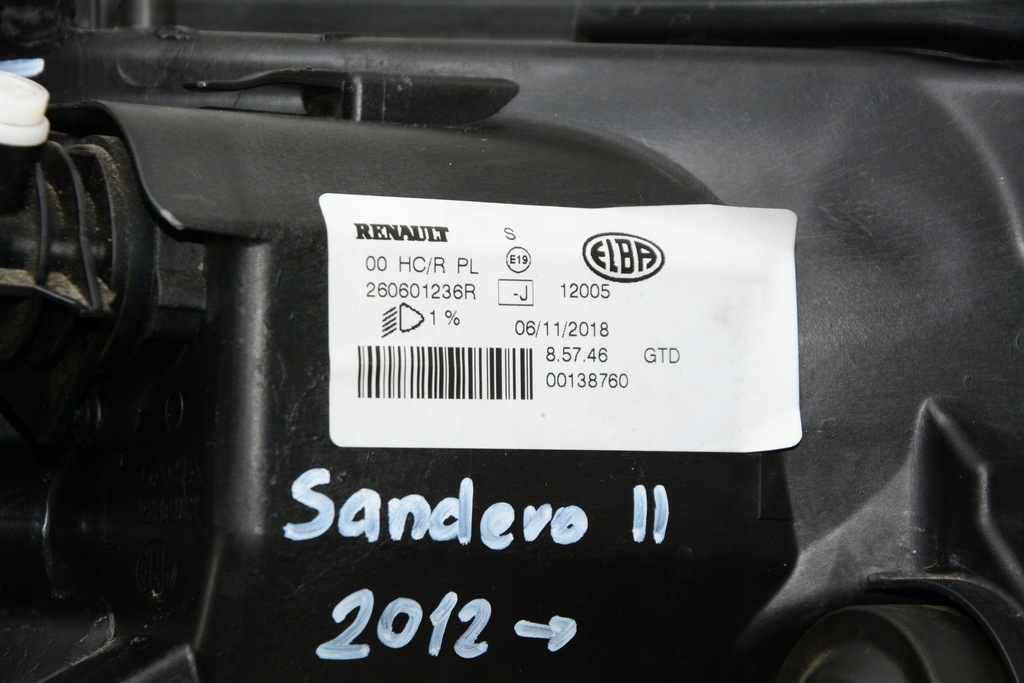 RENAULT S ELBA
00 HC/R PL E19
260601236R -J 12005
1 % 06/11/2018
8.57.46 GTD
00138760
Sandero II
2012 →
ELBA